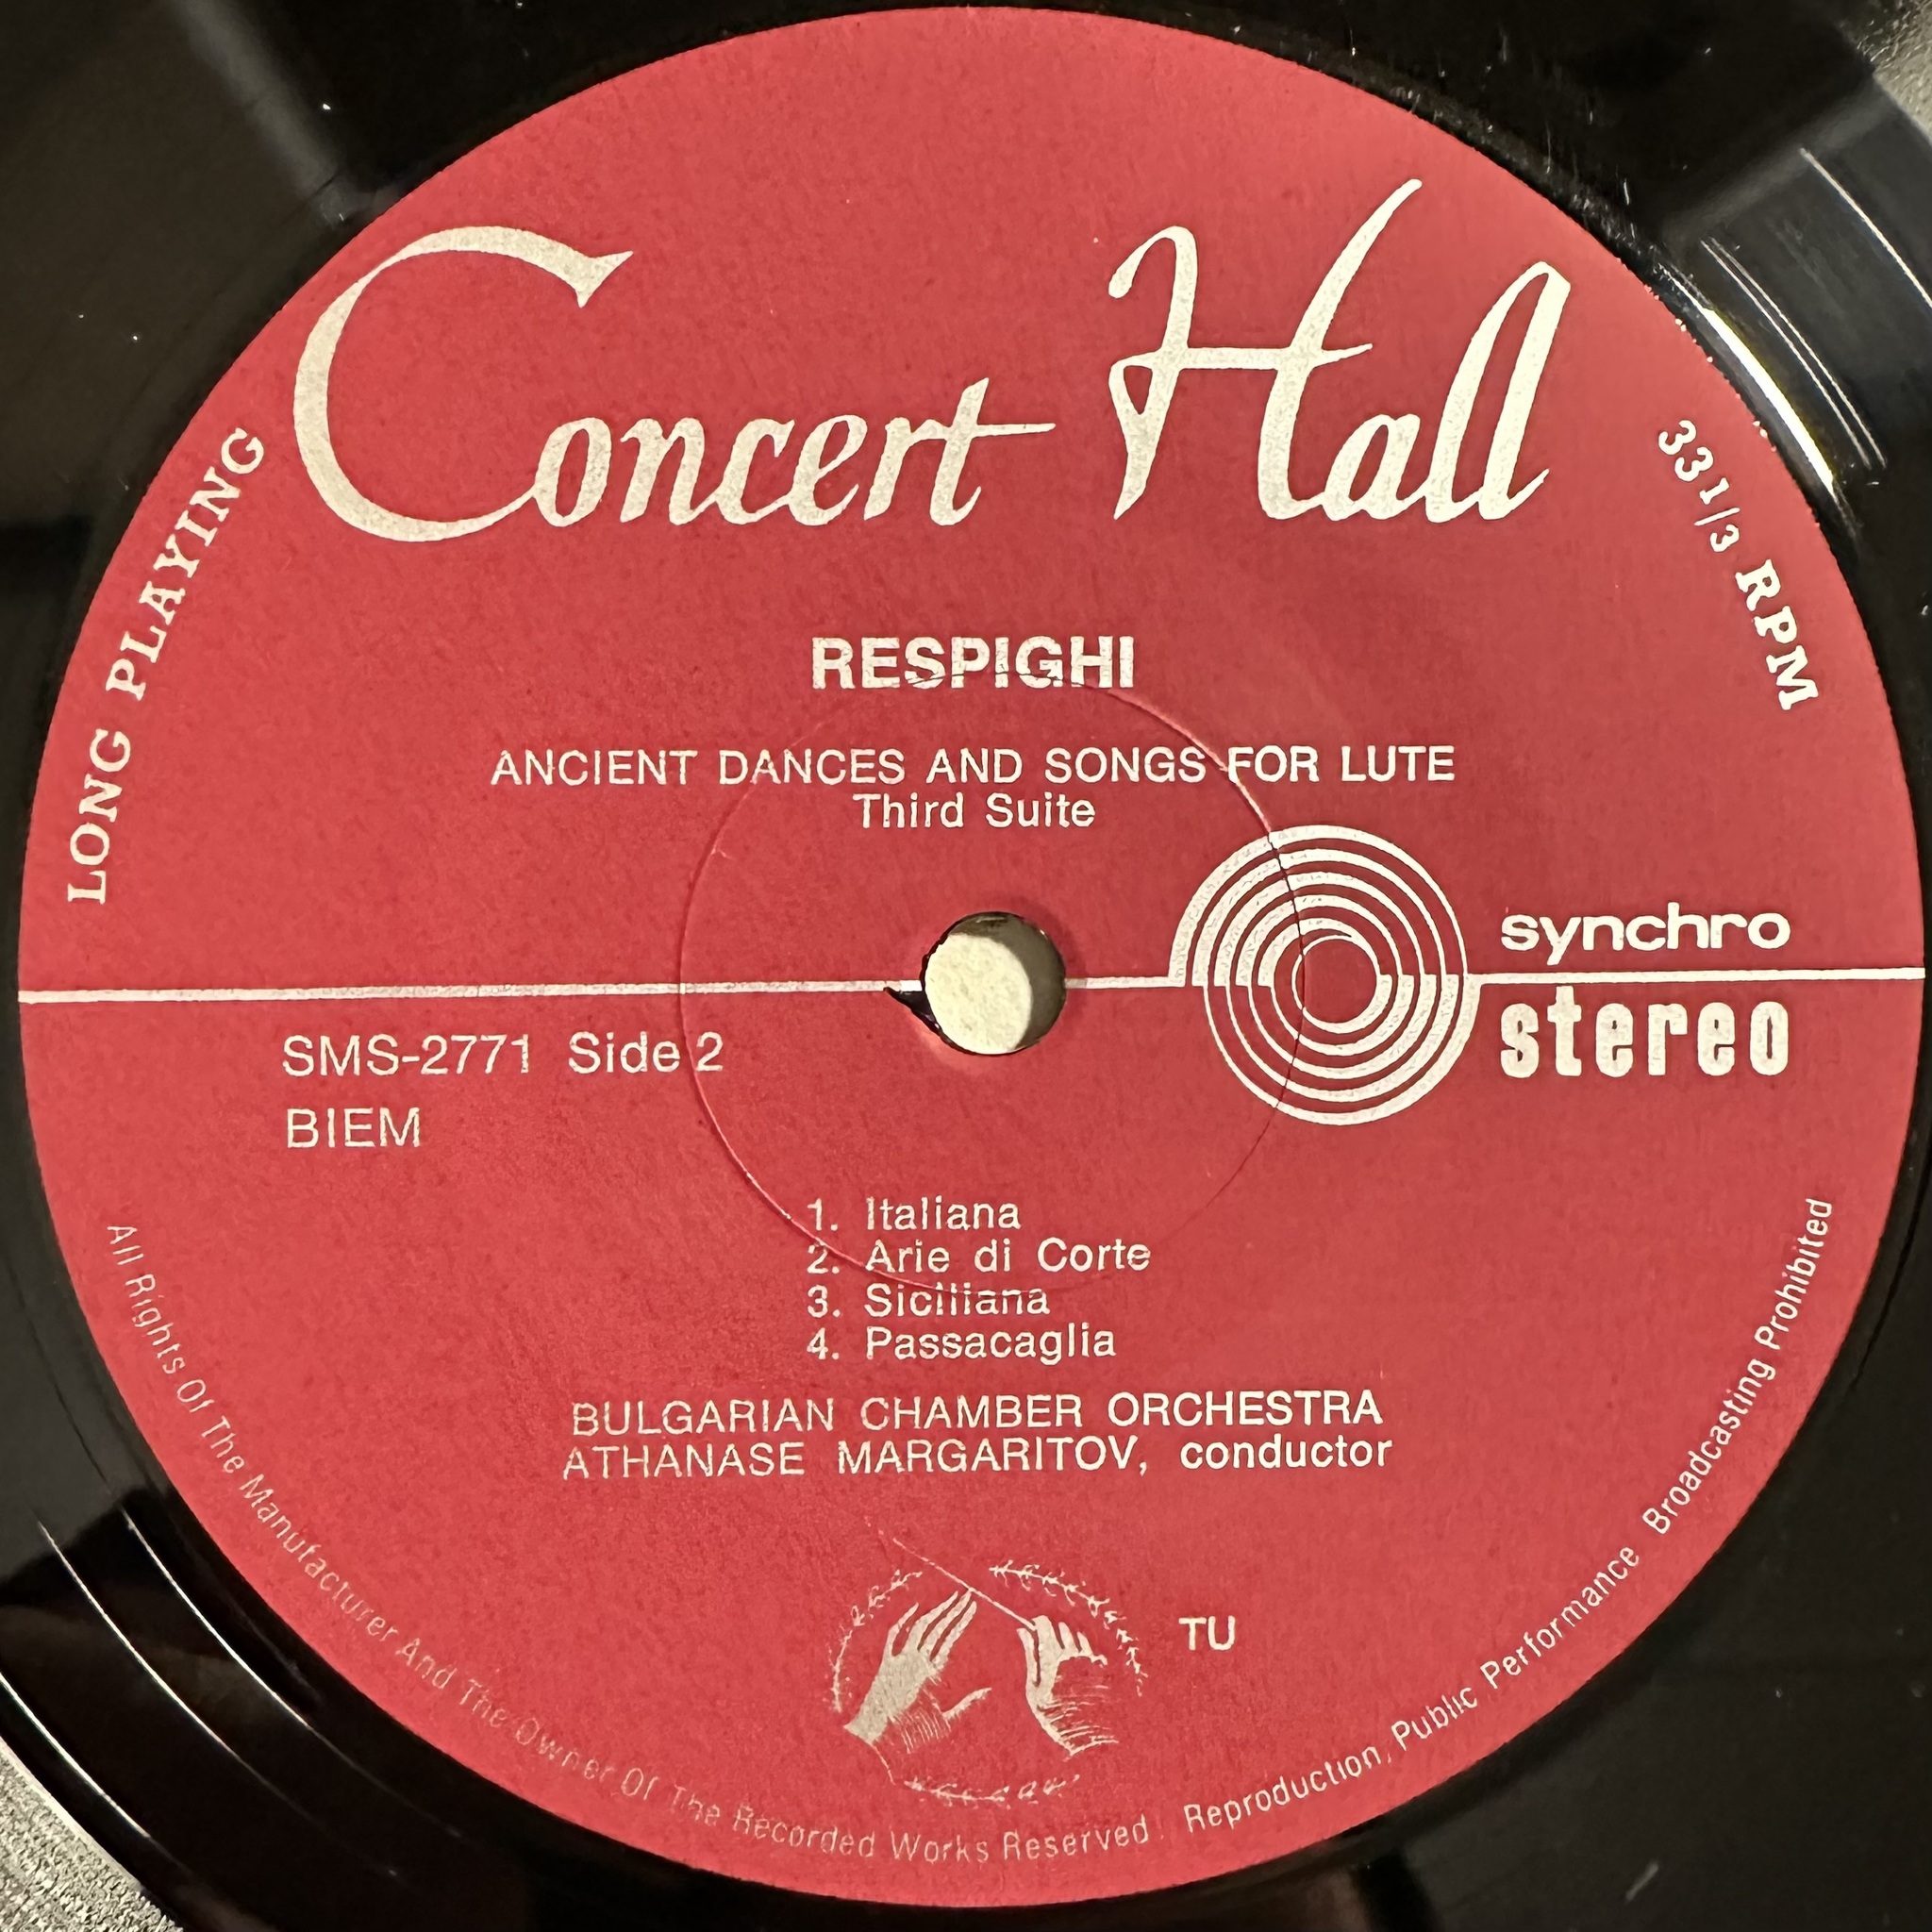 Concert Hall
LONG PLAYING
33 1/3 RPM
RESPIGHI
ANCIENT DANCES AND SONGS FOR LUTE
Third Suite
synchro
stereo
SMS-2771 Side 2
BIEM
1. Italiana
2. Arie di Corte
3. Siciliana
4. Passacaglia
BULGARIAN CHAMBER ORCHESTRA
ATHANASE MARGARITOV, conductor
TU
All Rights Of The Manufacturer And The Owner Of The Recorded Works Reserved. Reproduction, Public Performance Broadcasting Prohibited